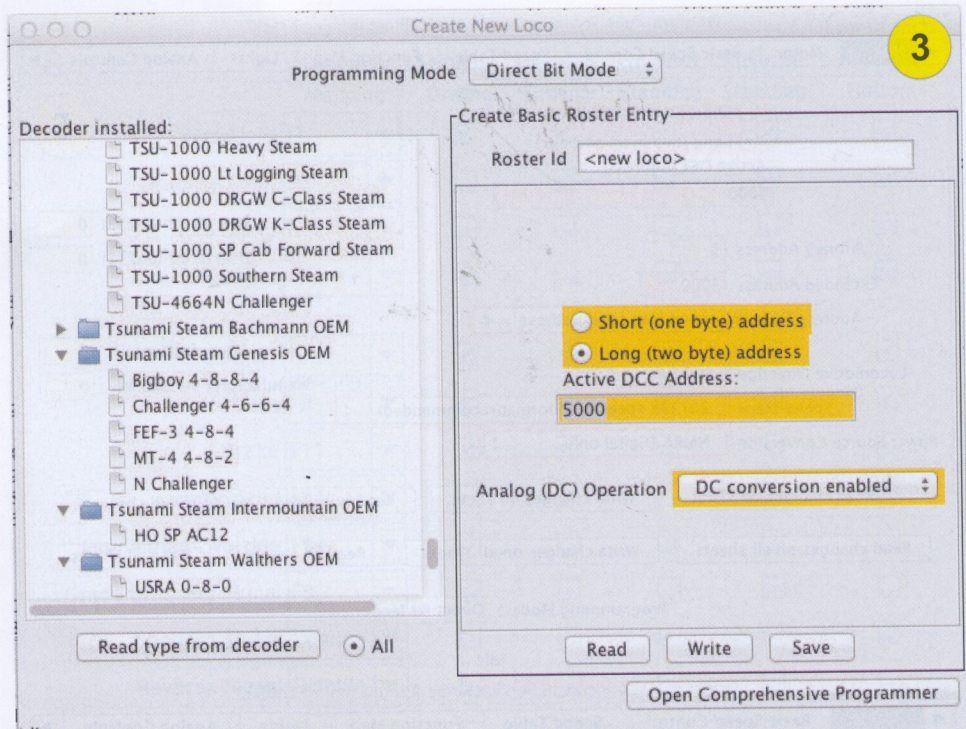 Create New Loco
3
Programming Mode Direct Bit Mode
Decoder installed:
TSU-1000 Heavy Steam
TSU-1000 Lt Logging Steam
TSU-1000 DRGW C-Class Steam
TSU-1000 DRGW K-Class Steam
TSU-1000 SP Cab Forward Steam
TSU-1000 Southern Steam
TSU-4664N Challenger
Tsunami Steam Bachmann OEM
Tsunami Steam Genesis OEM
Bigboy 4-8-8-4
Challenger 4-6-6-4
FEF-3 4-8-4
MT-4 4-8-2
N Challenger
Tsunami Steam Intermountain OEM
HO SP AC12
Tsunami Steam Walthers OEM
USRA 0-8-0
Read type from decoder All
Create Basic Roster Entry
Roster Id <new loco>
Short (one byte) address
Long (two byte) address
Active DCC Address:
5000
Analog (DC) Operation DC conversion enabled
Read Write Save
Open Comprehensive Programmer